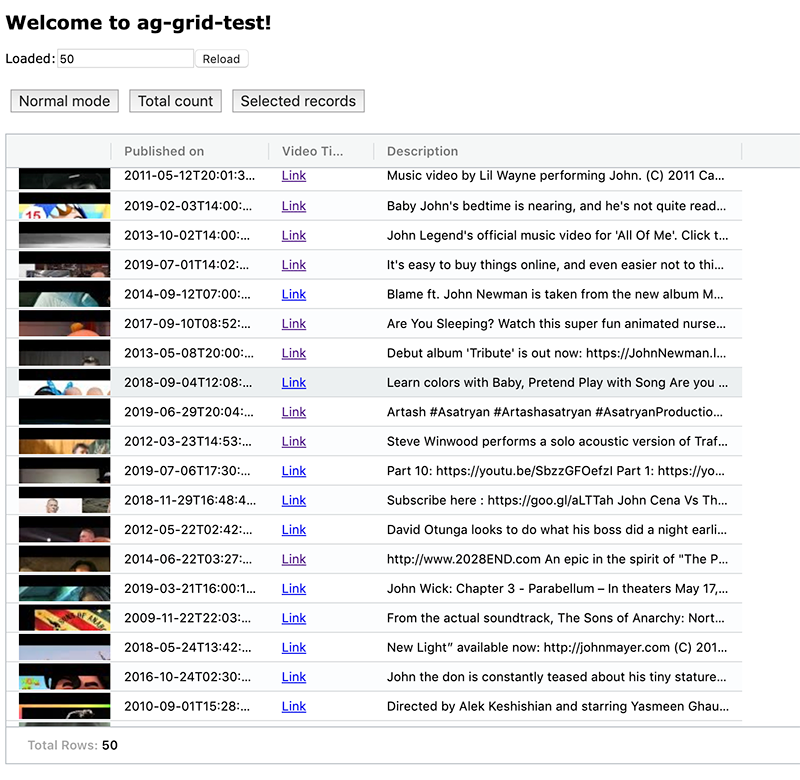 Welcome to ag-grid-test!
Loaded: 50 Reload
Normal mode Total count Selected records
Published on Video Ti... Description
2011-05-12T20:01:3... Link Music video by Lil Wayne performing John. (C) 2011 Ca...
15 2019-02-03T14:00:... Link Baby John's bedtime is nearing, and he's not quite read...
2013-10-02T14:00:... Link John Legend's official music video for 'All Of Me'. Click t...
2019-07-01T14:02:... Link It's easy to buy things online, and even easier not to thi...
2014-09-12T07:00:... Link Blame ft. John Newman is taken from the new album M...
2017-09-10T08:52:... Link Are You Sleeping? Watch this super fun animated nurse...
2013-05-08T20:00:... Link Debut album 'Tribute' is out now: https://JohnNewman.l...
2018-09-04T12:08:... Link Learn colors with Baby, Pretend Play with Song Are you ...
2019-06-29T20:04:... Link Artash #Asatryan #Artashasatryan #AsatryanProductio...
2012-03-23T14:53:... Link Steve Winwood performs a solo acoustic version of Traf...
2019-07-06T17:30:... Link Part 10: https://youtu.be/SbzzGFOefzI Part 1: https://yo...
2018-11-29T16:48:4... Link Subscribe here : https://goo.gl/aLTTah John Cena Vs Th...
2012-05-22T02:42:... Link David Otunga looks to do what his boss did a night earli...
2014-06-22T03:27:... Link http://www.2028END.com An epic in the spirit of "The P...
2019-03-21T16:00:1... Link John Wick: Chapter 3 - Parabellum – In theaters May 17,...
SONS OF ANAR 2009-11-22T22:03:... Link From the actual soundtrack, The Sons of Anarchy: Nort...
2018-05-24T13:42:... Link New Light” available now: http://johnmayer.com (C) 201...
2016-10-24T02:30:... Link John the don is constantly teased about his tiny stature...
2010-09-01T15:28:... Link Directed by Alek Keshishian and starring Yasmeen Ghau...
Total Rows: 50